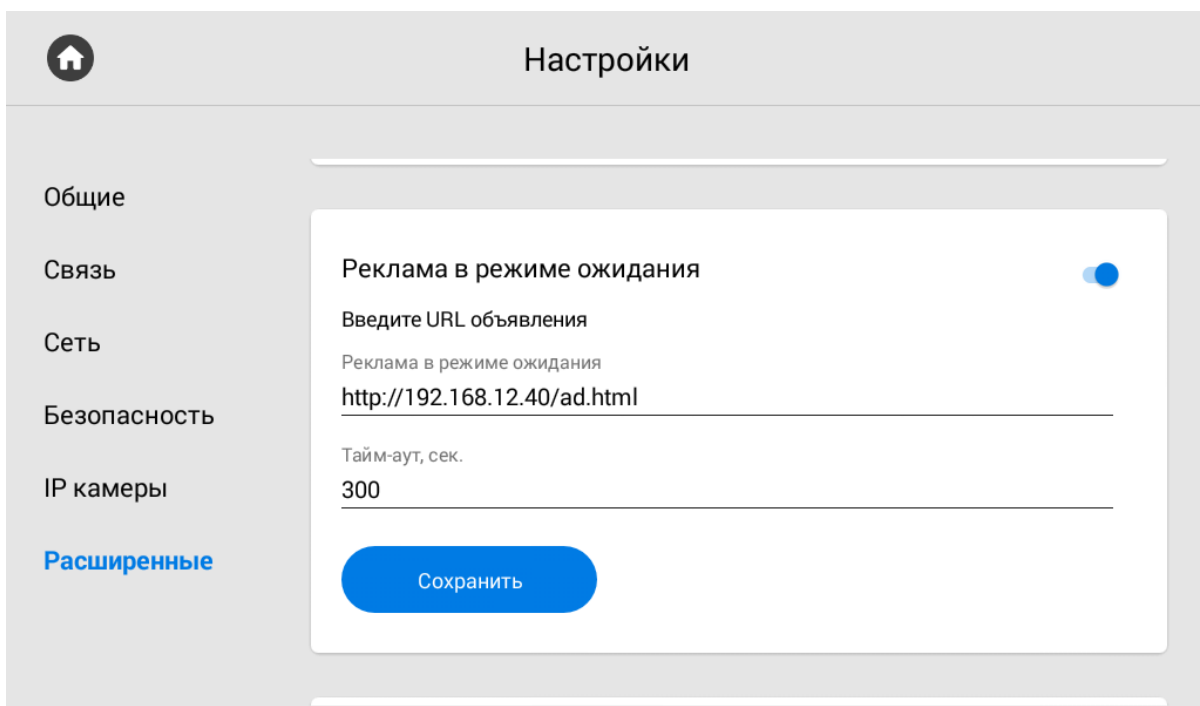 Настройки
Общие
Связь
Сеть
Безопасность
IP камеры
Расширенные
Реклама в режиме ожидания
Введите URL объявления
Реклама в режиме ожидания
http://192.168.12.40/ad.html
Тайм-аут, сек.
300
Сохранить